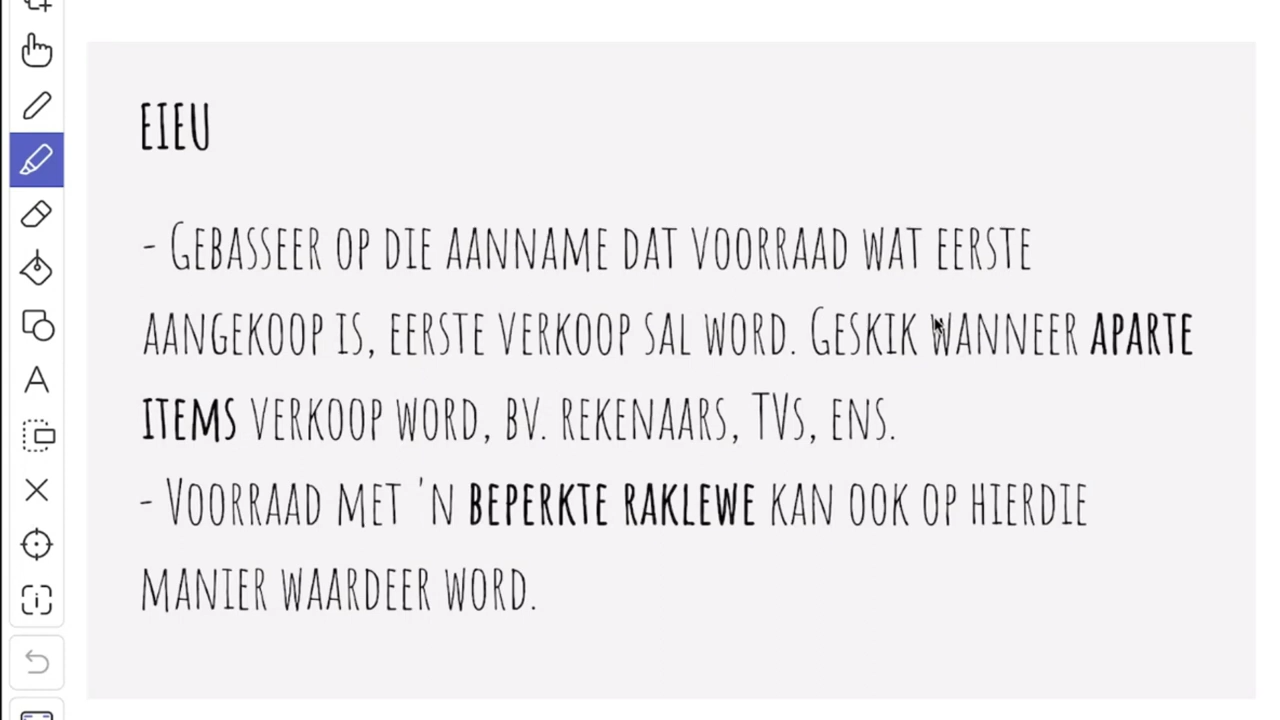 EIEU
- GEBASSEER OP DIE AANNAME DAT VOORRAAD WAT EERSTE
AANGEKOOP IS, EERSTE VERKOOP SAL WORD. GESKIK WANNEER APARTE
ITEMS VERKOOP WORD, BV. REKENAARS, TVS, ENS.
- VOORRAAD MET 'N BEPERKTE RAKLEWE KAN OOK OP HIERDIE
MANIER WAARDEER WORD.